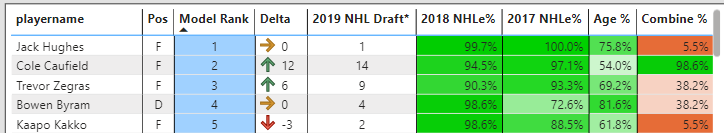 playername Pos Model Rank Delta 2019 NHL Draft* 2018 NHLe% 2017 NHLe% Age % Combine %
Jack Hughes F 1 0 1 99.7% 100.0% 75.8% 5.5%
Cole Caufield F 2 12 14 94.5% 97.1% 54.0% 98.6%
Trevor Zegras F 3 6 9 90.3% 93.3% 69.2% 38.2%
Bowen Byram D 4 0 4 98.6% 72.6% 81.6% 38.2%
Kaapo Kakko F 5 -3 2 98.6% 88.5% 61.8% 5.5%